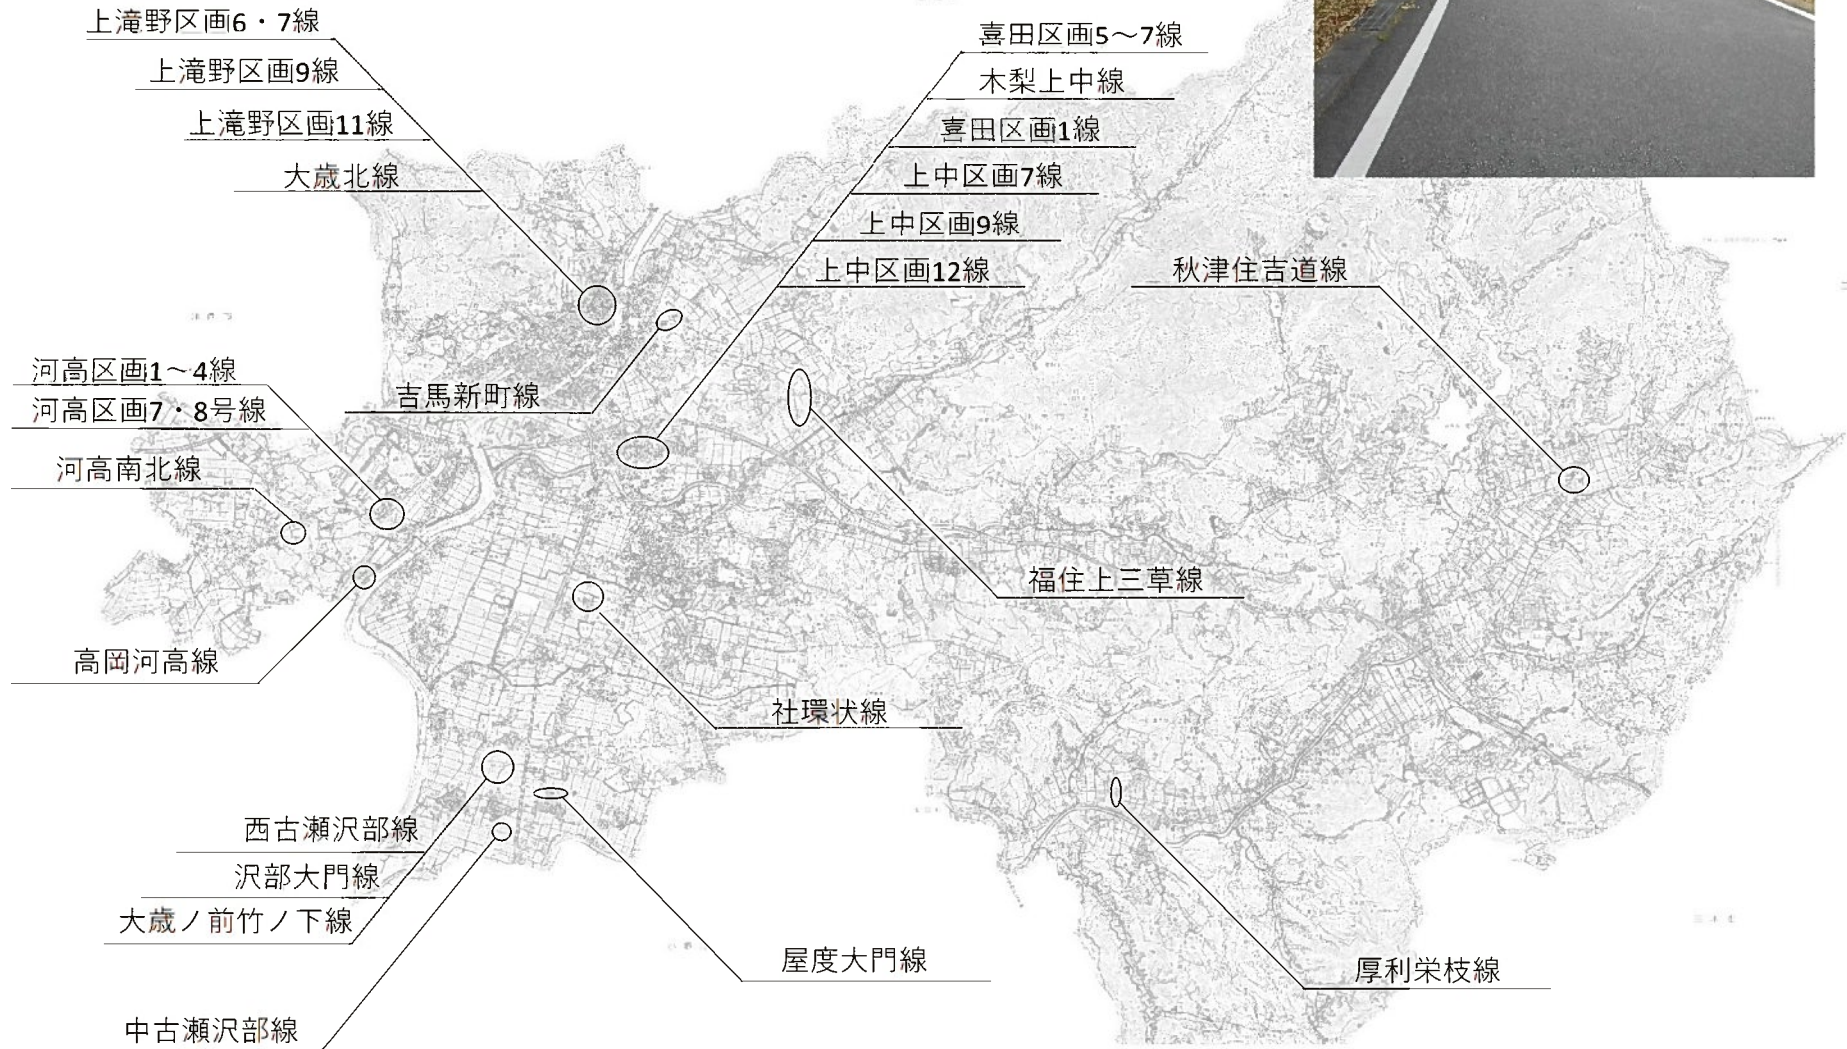 上滝野区画6・7線
上滝野区画9線
上滝野区画11線
大歳北線
喜田区画5～7線
木梨上中線
喜田区画1線
上中区画7線
上中区画9線
上中区画12線
秋津住吉道線
河高区画1～4線
河高区画7・8号線
河高南北線
吉馬新町線
高岡河高線
福住上三草線
社環状線
西古瀬沢部線
沢部大門線
大歳ノ前竹ノ下線
屋度大門線
厚利栄枝線
中古瀬沢部線